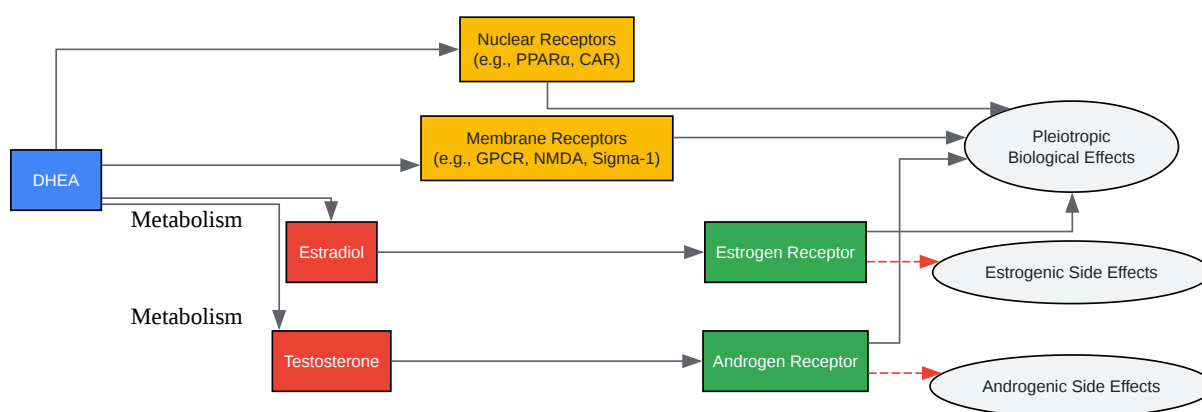 Nuclear Receptors
(e.g., PPARα, CAR)
Membrane Receptors
(e.g., GPCR, NMDA, Sigma-1)
Pleiotropic
Biological Effects
DHEA
Metabolism
Estradiol
Estrogen Receptor
Estrogenic Side Effects
Metabolism
Testosterone
Androgen Receptor
Androgenic Side Effects